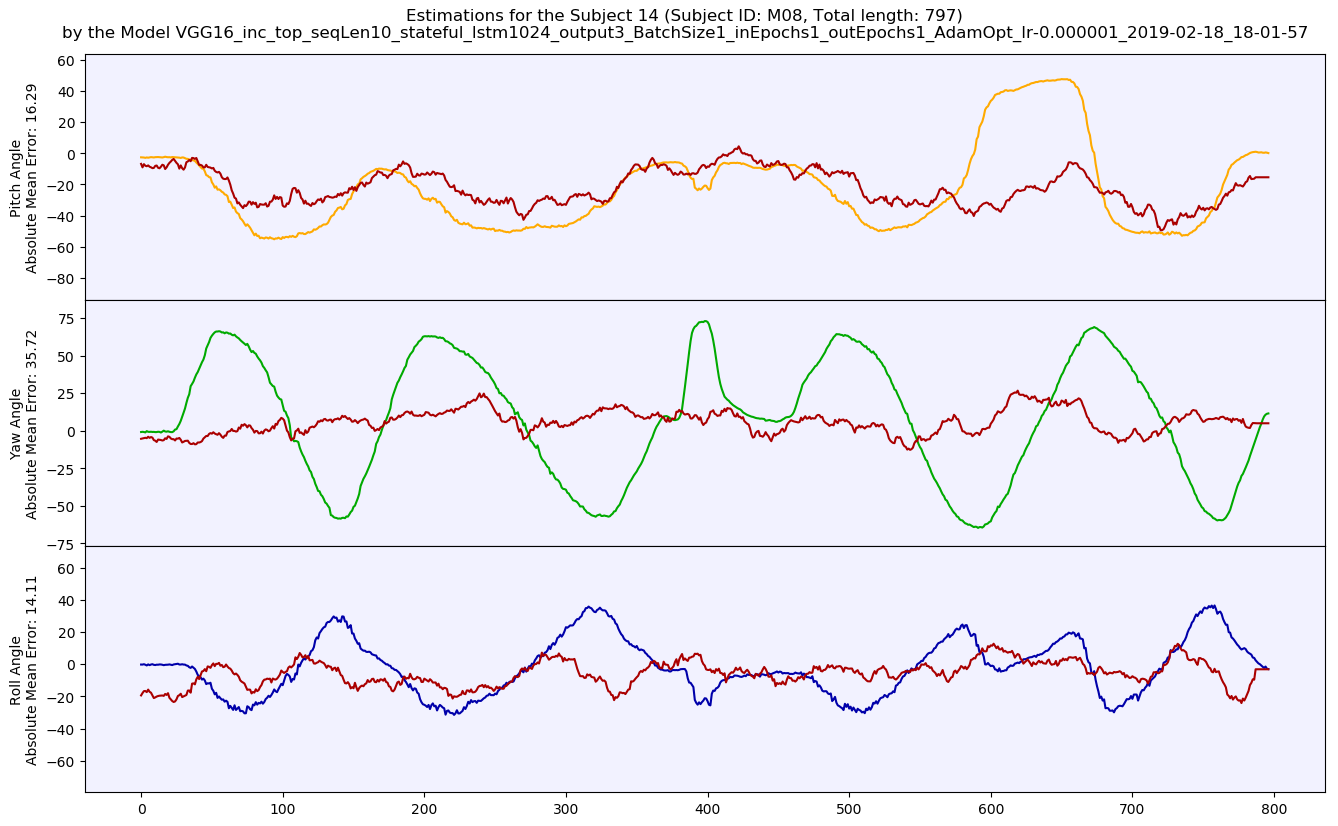 Estimations for the Subject 14 (Subject ID: M08, Total length: 797)
by the Model VGG16_inc_top_seqLen10_stateful_lstm1024_output3_BatchSize1_inEpochs1_outEpochs1_AdamOpt_lr-0.000001_2019-02-18_18-01-57
Pitch Angle
Absolute Mean Error: 16.29
60
40
20
0
−20
−40
−60
−80
Yaw Angle
Absolute Mean Error: 35.72
75
50
25
0
−25
−50
−75
Roll Angle
Absolute Mean Error: 14.11
60
40
20
0
−20
−40
−60
0 100 200 300 400 500 600 700 800